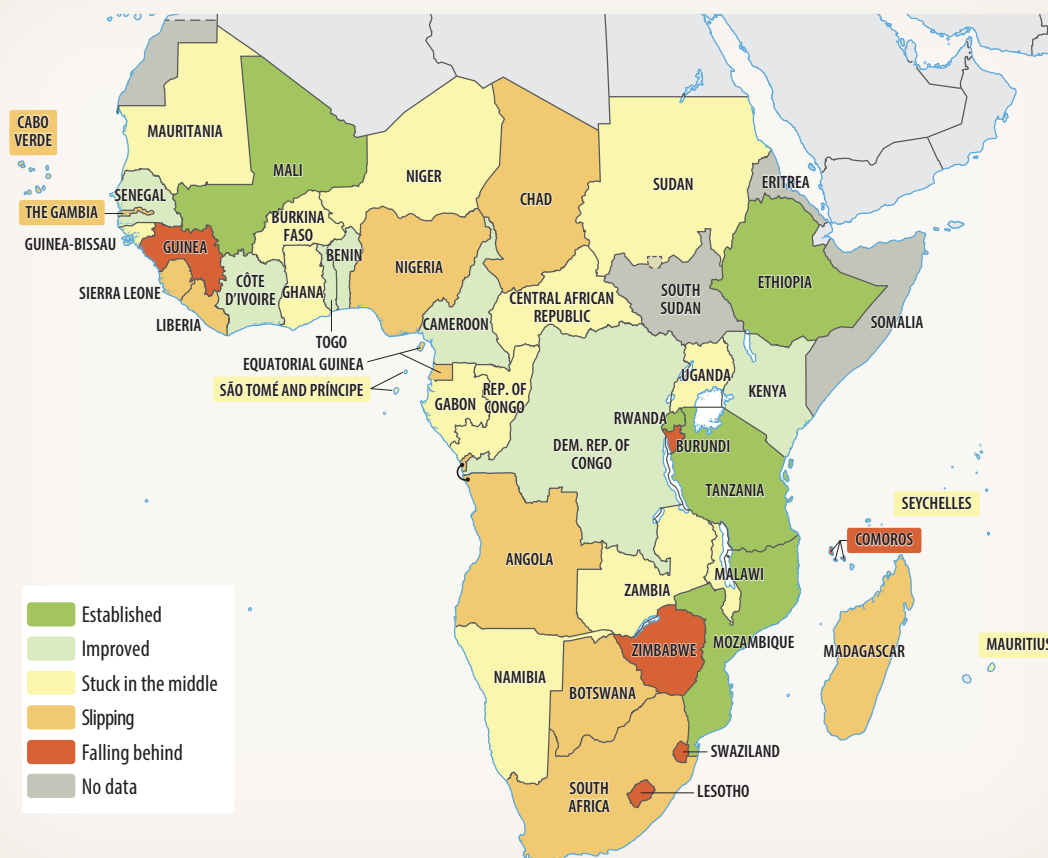 CABO
VERDE
MAURITANIA
MALI
NIGER
CHAD
SUDAN
ERITREA
SENEGAL
THE GAMBIA
GUINEA-BISSAU
GUINEA
BURKINA
FASO
BENIN
NIGERIA
SIERRA LEONE
CÔTE
D'IVOIRE
GHANA
LIBERIA
TOGO
CAMEROON
CENTRAL AFRICAN
REPUBLIC
SOUTH
SUDAN
ETHIOPIA
SOMALIA
EQUATORIAL GUINEA
SÃO TOMÉ AND PRÍNCIPE
GABON
REP. OF
CONGO
UGANDA
KENYA
RWANDA
BURUNDI
DEM. REP. OF
CONGO
TANZANIA
SEYCHELLES
COMOROS
ANGOLA
ZAMBIA
MALAWI
MOZAMBIQUE
ZIMBABWE
MADAGASCAR
MAURITIUS
NAMIBIA
BOTSWANA
SWAZILAND
SOUTH
AFRICA
LESOTHO
Established
Improved
Stuck in the middle
Slipping
Falling behind
No data